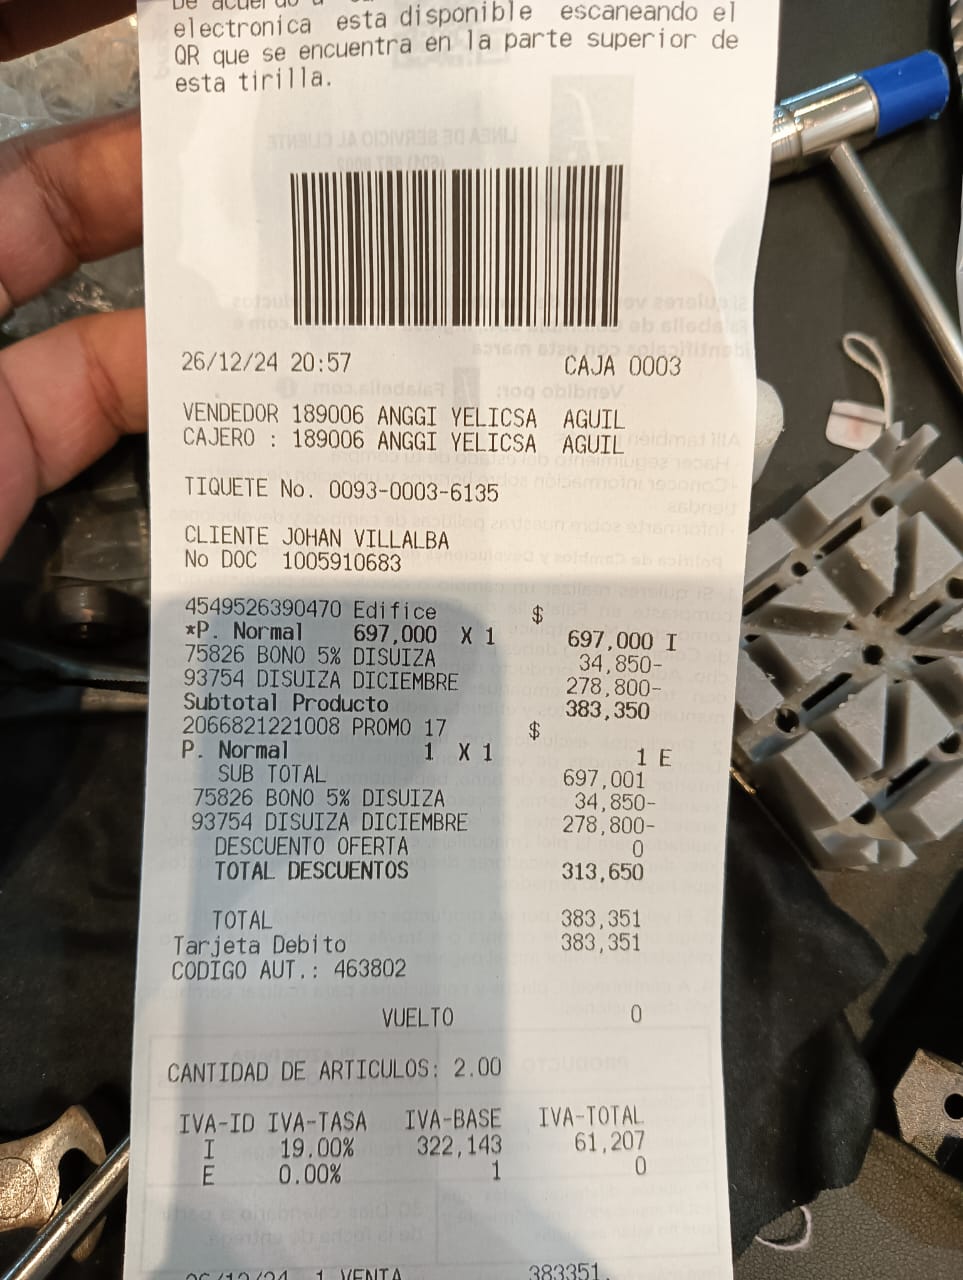 De acuerdo a
electronica esta disponible escaneando el
QR que se encuentra en la parte superior de
esta tirilla.
26/12/24 20:57 CAJA 0003
VENDEDOR 189006 ANGGI YELICSA AGUIL
CAJERO : 189006 ANGGI YELICSA AGUIL
TIQUETE No. 0093-0003-6135
CLIENTE JOHAN VILLALBA
No DOC 1005910683
4549526390470 Edifice $
*P. Normal 697,000 X 1 697,000 I
75826 BONO 5% DISUIZA 34,850-
93754 DISUIZA DICIEMBRE 278,800-
Subtotal Producto 383,350
2066821221008 PROMO 17 $
P. Normal 1 X 1 1 E
SUB TOTAL 697,001
75826 BONO 5% DISUIZA 34,850-
93754 DISUIZA DICIEMBRE 278,800-
DESCUENTO OFERTA 0
TOTAL DESCUENTOS 313,650
TOTAL 383,351
Tarjeta Debito 383,351
CODIGO AUT.: 463802
VUELTO 0
CANTIDAD DE ARTICULOS: 2.00
IVA-ID IVA-TASA IVA-BASE IVA-TOTAL
I 19.00% 322,143 61,207
E 0.00% 1 0
26/12/24 1 VENTA 383351